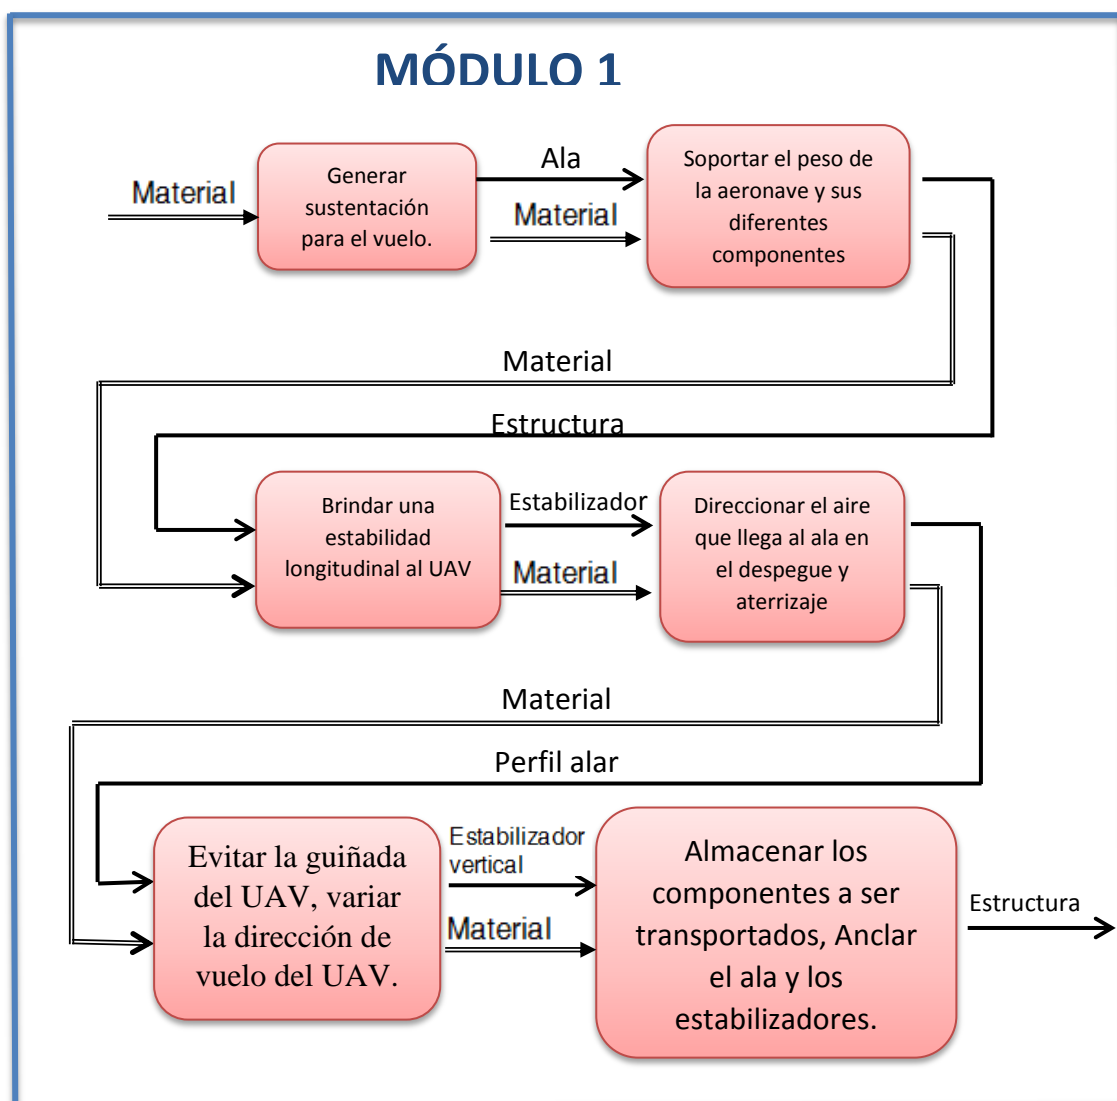 MÓDULO 1
Material
Generar
sustentación
para el vuelo.
Ala
Material
Soportar el peso de
la aeronave y sus
diferentes
componentes
Material
Estructura
Brindar una
estabilidad
longitudinal al UAV
Estabilizador
Material
Direccionar el aire
que llega al ala en
el despegue y
aterrizaje
Material
Perfil alar
Evitar la guiñada
del UAV, variar
la dirección de
vuelo del UAV.
Estabilizador
vertical
Material
Almacenar los
componentes a ser
transportados, Anclar
el ala y los
estabilizadores.
Estructura